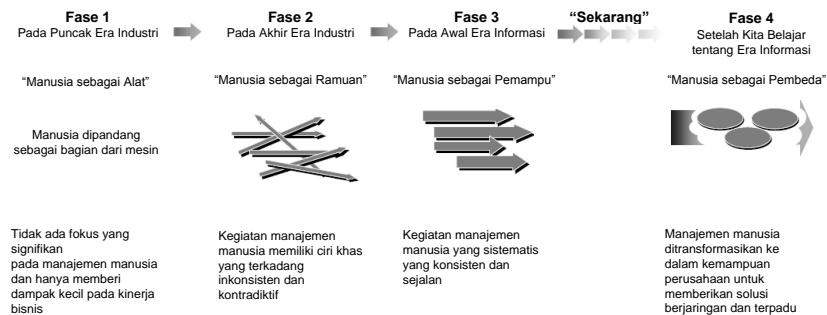 Fase 1
Pada Puncak Era Industri
Fase 2
Pada Akhir Era Industri
Fase 3
Pada Awal Era Informasi
“Sekarang”
Fase 4
Setelah Kita Belajar
tentang Era Informasi
“Manusia sebagai Alat”
“Manusia sebagai Ramuan”
“Manusia sebagai Pemampu”
“Manusia sebagai Pembeda”
Manusia dipandang
sebagai bagian dari mesin
Tidak ada fokus yang
signifikan
pada manajemen manusia
dan hanya memberi
dampak kecil pada kinerja
bisnis
Kegiatan manajemen
manusia memiliki ciri khas
yang terkadang
inkonsisten dan
kontradiktif
Kegiatan manajemen
manusia yang sistematis
yang konsisten dan
sejalan
Manajemen manusia
ditransformasikan ke
dalam kemampuan
perusahaan untuk
memberikan solusi
berjaringan dan terpadu